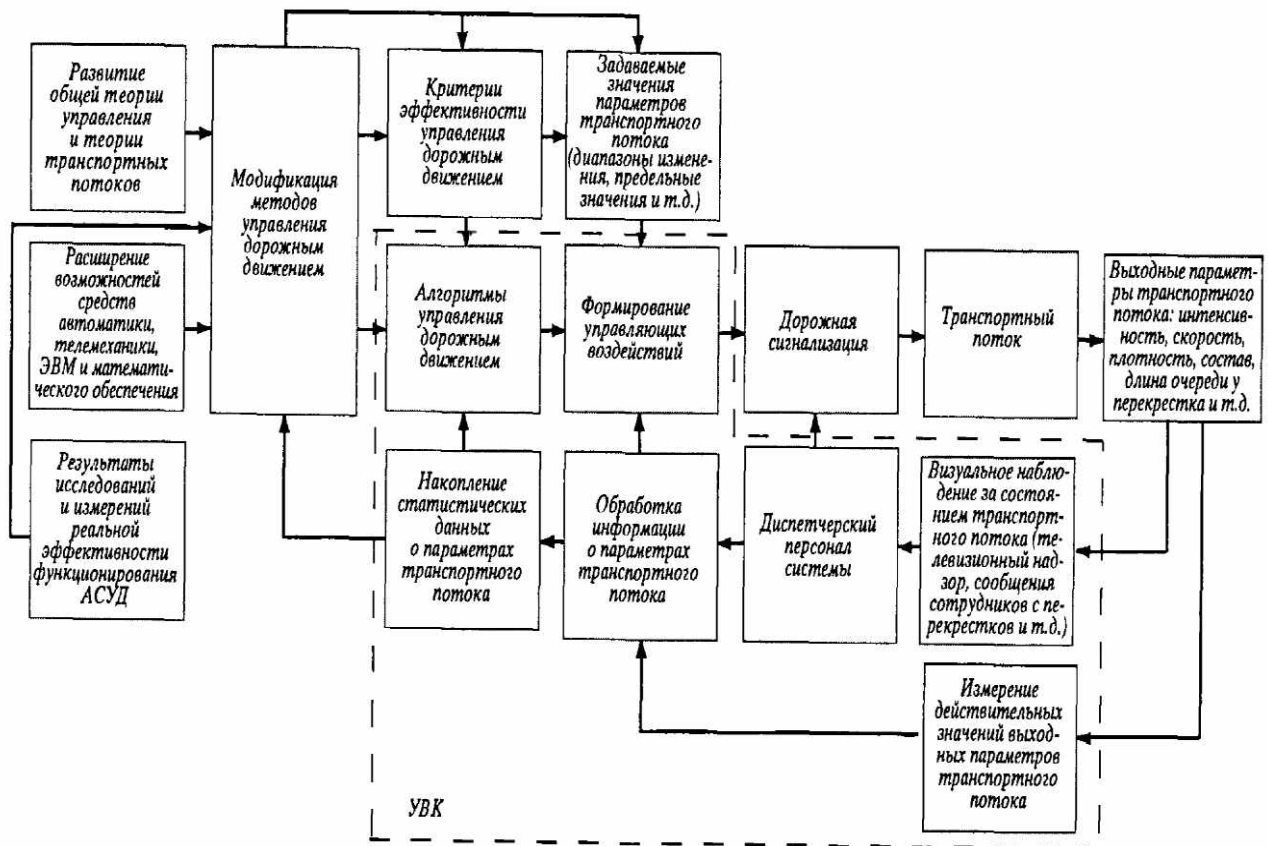 Развитие
общей теории
управления
и теории
транспортных
потоков
Модификация
методов
управления
дорожным
движением
Критерии
эффективности
управления
дорожным
движением
Задаваемые
значения
параметров
транспортного
потока
(диапазоны измене-
ния, предельные
значения и т.д.)
Расширение
возможностей
средств
автоматики,
телемеханики,
ЭВМ и математи-
ческого обеспечения
Алгоритмы
управления
дорожным
движением
Формирование
управляющих
воздействий
Дорожная
сигнализация
Транспортный
поток
Выходные парамет-
ры транспортного
потока: интенсив-
ность, скорость,
плотность, состав,
длина очереди у
перекрестка и т.д.
Результаты
исследований
и измерений
реальной
эффективности
функционирования
АСУД
Накопление
статистических
данных
о параметрах
транспортного
потока
Обработка
информации
о параметрах
транспортного
потока
Диспетчерский
персонал
системы
Визуальное наблю-
дение за состоя-
нием транспорт-
ного потока (те-
левизионный над-
зор, сообщения
сотрудников с пе-
рекрестков и т.д.)
Измерение
действительных
значений выход-
ных параметров
транспортного
потока
УВК